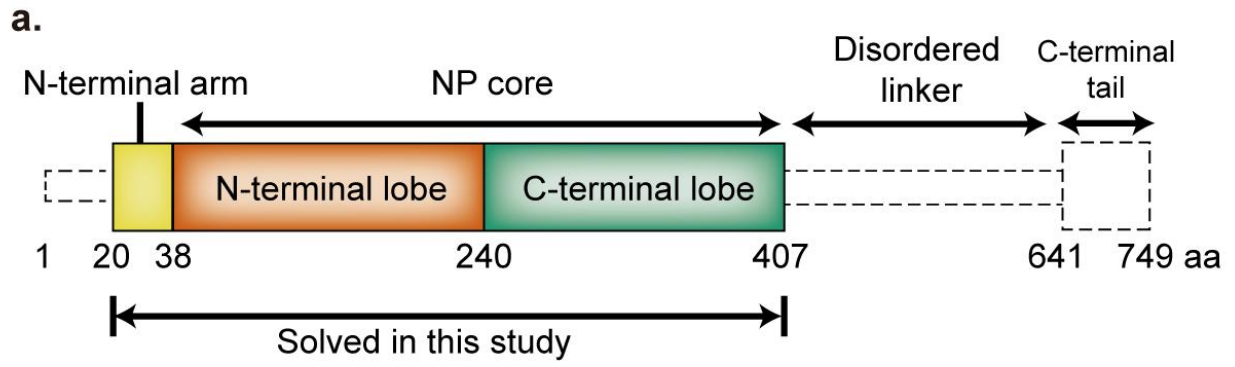 a.
N-terminal arm
NP core
Disordered
linker
C-terminal
tail
N-terminal lobe
C-terminal lobe
1 20 38 240 407 641 749 aa
Solved in this study